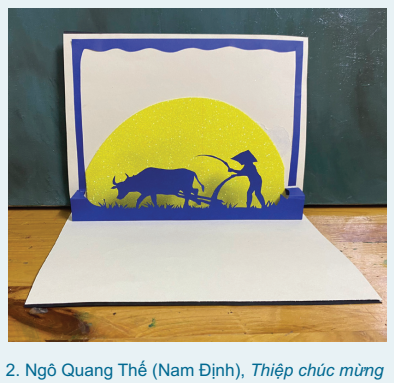 2. Ngô Quang Thế (Nam Định), Thiệp chúc mừng